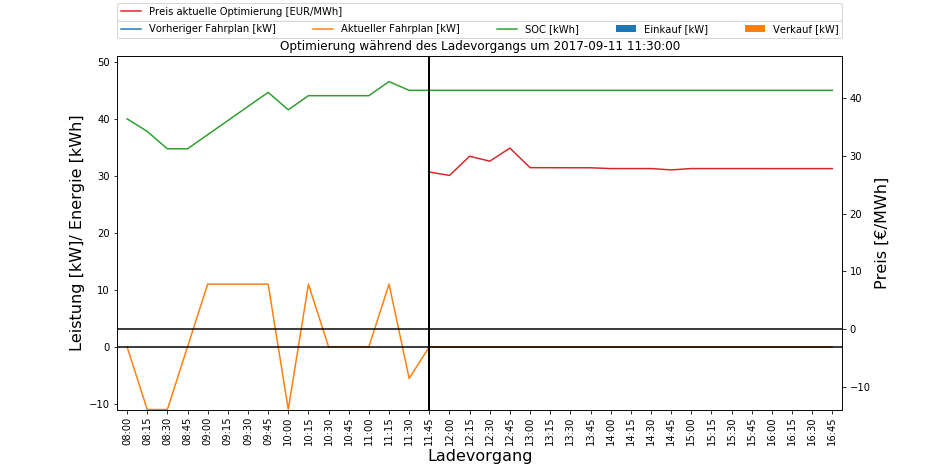 Preis aktuelle Optimierung [EUR/MWh]
Vorheriger Fahrplan [kW] Aktueller Fahrplan [kW] SOC [kWh] Einkauf [kW] Verkauf [kW]
Optimierung während des Ladevorgangs um 2017-09-11 11:30:00
Leistung [kW]/ Energie [kWh]
50
40
30
20
10
0
−10
Preis [€/MWh]
40
30
20
10
0
−10
08:00 08:15 08:30 08:45 09:00 09:15 09:30 09:45 10:00 10:15 10:30 10:45 11:00 11:15 11:30 11:45 12:00 12:15 12:30 12:45 13:00 13:15 13:30 13:45 14:00 14:15 14:30 14:45 15:00 15:15 15:30 15:45 16:00 16:15 16:30 16:45
Ladevorgang